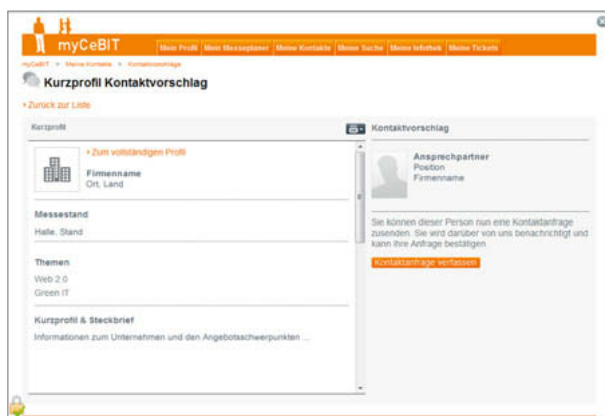 myCeBIT
Mein Profil Mein Messeplaner Meine Kontakte Meine Suche Meine Infothek Meine Tickets
myCeBIT > Meine Kontakte > Kontaktvorschläge
Kurzprofil Kontaktvorschlag
Zurück zur Liste
Kurzprofil
Zum vollständigen Profil
Firmenname
Ort, Land
Messestand
Halle, Stand
Themen
Web 2.0
Green IT
Kurzprofil & Steckbrief
Informationen zum Unternehmen und den Angebotsschwerpunkten ...
Kontaktvorschlag
Ansprechpartner
Position
Firmenname
Sie können dieser Person nun eine Kontaktanfrage
zusenden. Sie wird darüber von uns benachrichtigt und
kann Ihre Anfrage bestätigen
Kontaktanfrage verfassen